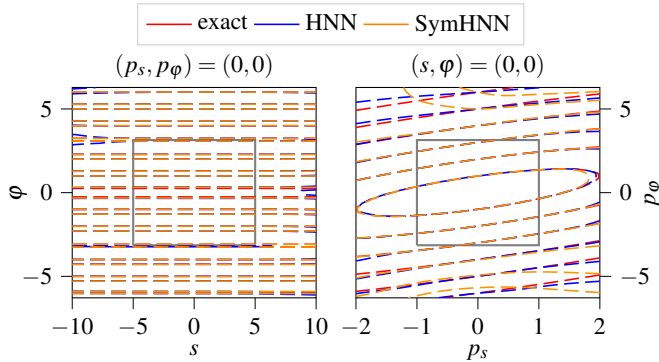 exact HNN SymHNN
(p_s, p_φ) = (0,0) (s, φ) = (0,0)
5 5
φ 0 0 p_φ
−5 −5
−10 −5 0 5 10 −2 −1 0 1 2
s p_s